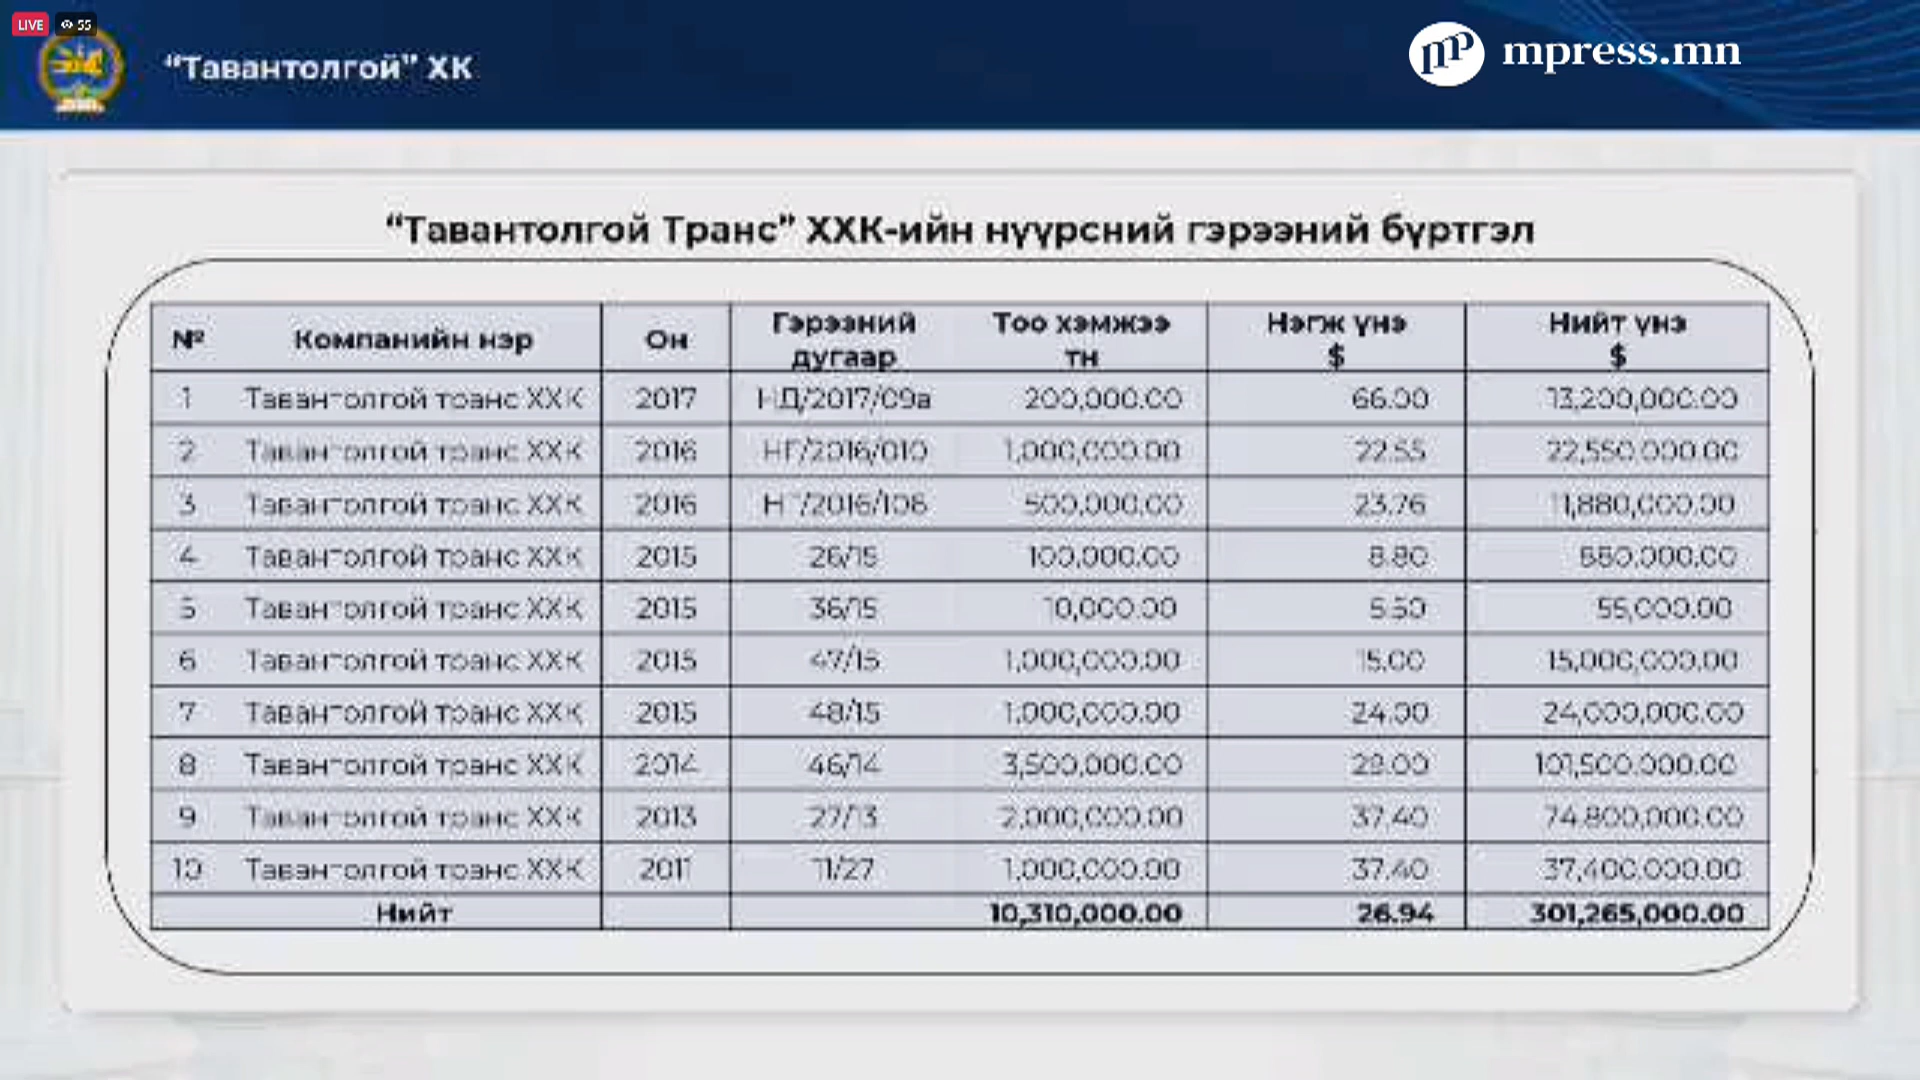 LIVE 55
“Тавантолгой” ХК
mpress.mn
“Тавантолгой Транс” ХХК-ийн нүүрсний гэрээний бүртгэл
№ Компанийн нэр Он Гэрээний дугаар Тоо хэмжээ тн Нэгж үнэ $ Нийт үнэ $
1 Тавантолгой транс ХХК 2017 НД/2017/09а 200,000.00 66.00 13,200,000.00
2 Тавантолгой транс ХХК 2016 НГ/2016/010 1,000,000.00 22.55 22,550,000.00
3 Тавантолгой транс ХХК 2016 500,000.00 23.76 11,880,000.00
4 Тавантолгой транс ХХК 2015 26/15 100,000.00 8.80 880,000.00
5 Тавантолгой транс ХХК 2015 36/15 10,000.00 5.50 55,000.00
6 Тавантолгой транс ХХК 2015 47/15 1,000,000.00 15.00 15,000,000.00
7 Тавантолгой транс ХХК 2015 48/15 1,000,000.00 24.00 24,000,000.00
8 Тавантолгой транс ХХК 2014 46/14 3,500,000.00 29.00 101,500,000.00
9 Тавантолгой транс ХХК 2013 27/13 2,000,000.00 37.40 74,800,000.00
10 Тавантолгой транс ХХК 2011 11/27 1,000,000.00 37.40 37,400,000.00
Нийт 10,310,000.00 26.94 301,265,000.00